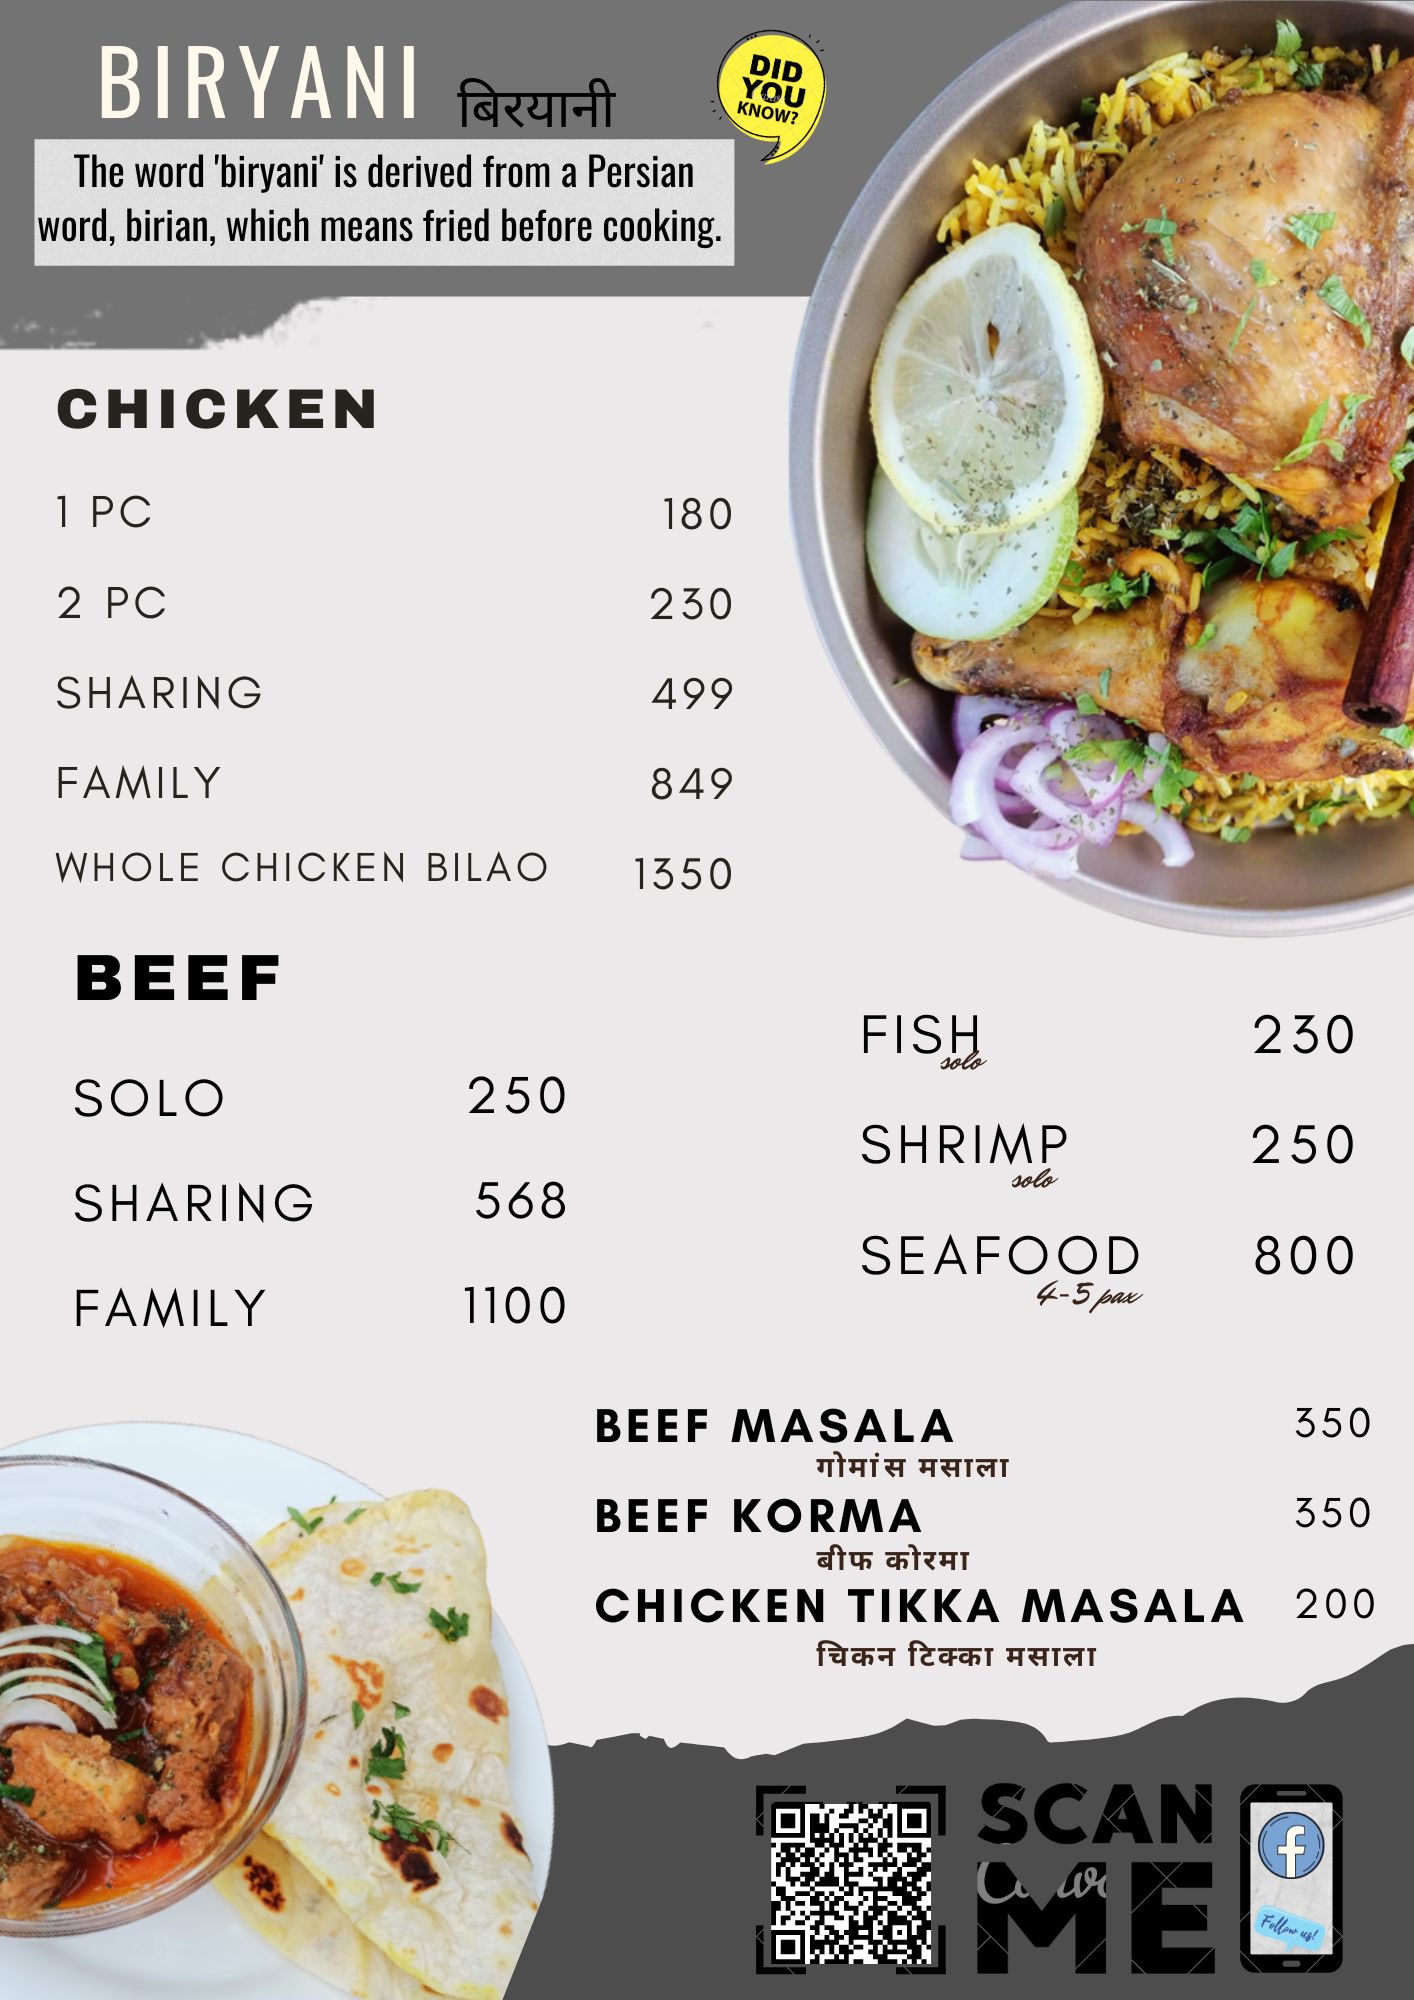 BIRYANI बिरयानी
DID
YOU
KNOW?
The word 'biryani' is derived from a Persian
word, birian, which means fried before cooking.
CHICKEN
1 PC 180
2 PC 230
SHARING 499
FAMILY 849
WHOLE CHICKEN BILAO 1350
BEEF
SOLO 250
SHARING 568
FAMILY 1100
FISH 230
solo
SHRIMP 250
solo
SEAFOOD 800
4-5 pax
BEEF MASALA 350
गोमांस मसाला
BEEF KORMA 350
बीफ कोरमा
CHICKEN TIKKA MASALA 200
चिकन टिक्का मसाला
SCAN
ME
Canva
f
Follow us!